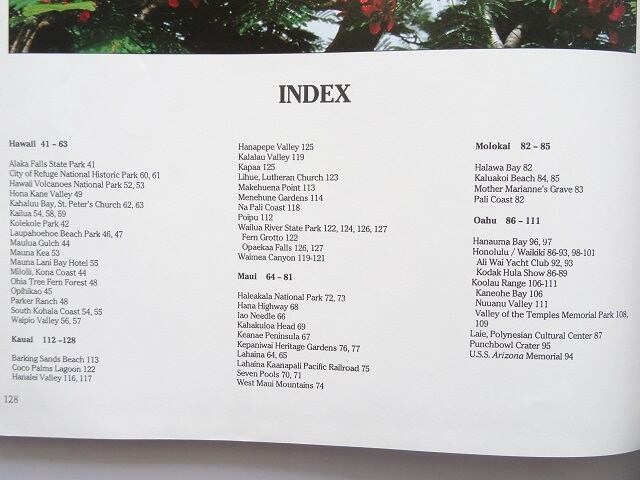 INDEX
Hawaii 41 - 63
Alaka Falls State Park 41
City of Refuge National Historic Park 60, 61
Hawaii Volcanoes National Park 52, 53
Hona Kane Valley 49
Kahaluu Bay, St. Peter's Church 62, 63
Kailua 54, 58, 59
Kolekole Park 42
Laupahoehoe Beach Park 46, 47
Maulua Gulch 44
Mauna Kea 53
Mauna Lani Bay Hotel 55
Milolii, Kona Coast 44
Ohia Tree Fern Forest 48
Opihikao 45
Parker Ranch 48
South Kohala Coast 54, 55
Waipio Valley 56, 57
Kauai 112 -128
Barking Sands Beach 113
Coco Palms Lagoon 122
Hanalei Valley 116, 117
128
Hanapepe Valley 125
Kalalau Valley 119
Kapaa 125
Lihue, Lutheran Church 123
Makehuena Point 113
Menehune Gardens 114
Na Pali Coast 118
Poipu 112
Wailua River State Park 122, 124, 126, 127
Fern Grotto 122
Opaekaa Falls 126, 127
Waimea Canyon 119-121
Maui 64 - 81
Haleakala National Park 72, 73
Hana Highway 68
Iao Needle 66
Kahakuloa Head 69
Keanae Peninsula 67
Kepaniwai Heritage Gardens 76, 77
Lahaina 64, 65
Lahaina Kaanapali Pacific Railroad 75
Seven Pools 70, 71
West Maui Mountains 74
Molokai 82 - 85
Halawa Bay 82
Kaluakoi Beach 84, 85
Mother Marianne's Grave 83
Pali Coast 82
Oahu 86 - 111
Hanauma Bay 96, 97
Honolulu / Waikiki 86-93, 98-101
Ali Wai Yacht Club 92, 93
Kodak Hula Show 86-89
Koolau Range 106-111
Kaneohe Bay 106
Nuuanu Valley 111
Valley of the Temples Memorial Park 108,
109
Laie, Polynesian Cultural Center 87
Punchbowl Crater 95
U.S.S. Arizona Memorial 94